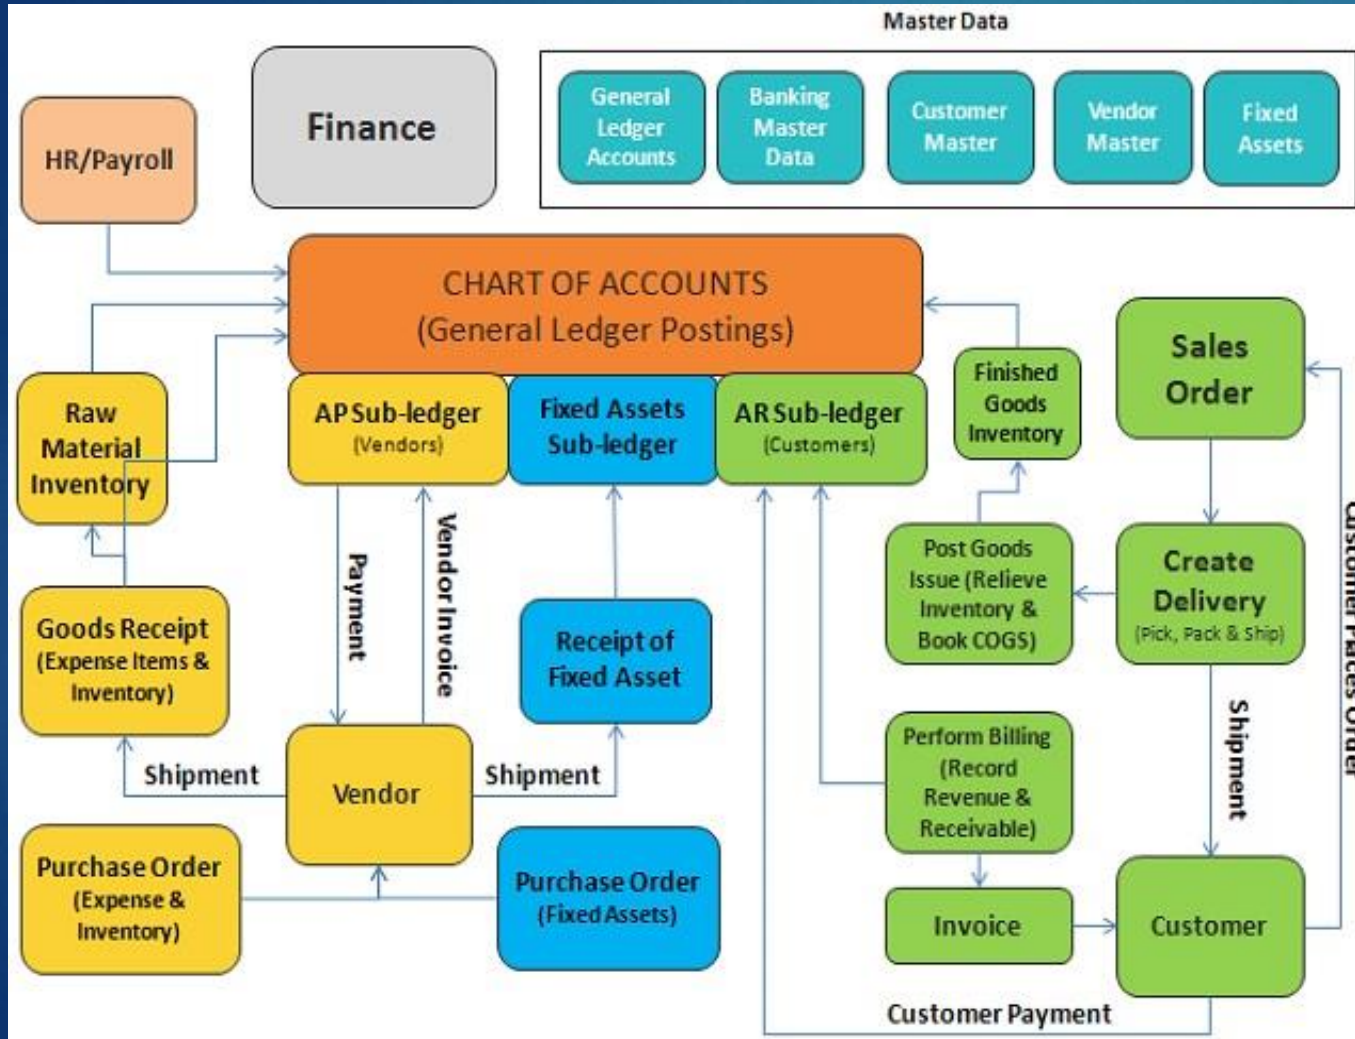 Master Data
Finance
HR/Payroll
General
Ledger
Accounts
Banking
Master
Data
Customer
Master
Vendor
Master
Fixed
Assets
CHART OF ACCOUNTS
(General Ledger Postings)
AP Sub-ledger
(Vendors)
Fixed Assets
Sub-ledger
AR Sub-ledger
(Customers)
Finished
Goods
Inventory
Sales
Order
Raw
Material
Inventory
Payment
Vendor Invoice
Post Goods
Issue (Relieve
Inventory &
Book COGS)
Create
Delivery
(Pick, Pack & Ship)
Customer Places Order
Goods Receipt
(Expense Items &
Inventory)
Receipt of
Fixed Asset
Shipment
Vendor
Shipment
Perform Billing
(Record
Revenue &
Receivable)
Shipment
Purchase Order
(Expense &
Inventory)
Purchase Order
(Fixed Assets)
Invoice
Customer
Customer Payment